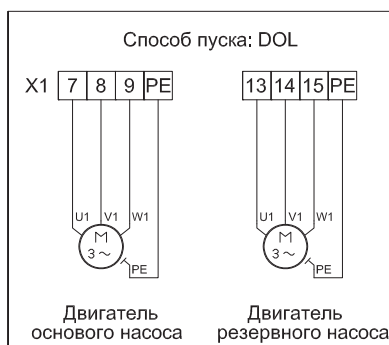 Способ пуска: DOL
X1 7 8 9 PE 13 14 15 PE
U1 V1 W1 U1 V1 W1
M M
3 ~ 3 ~
PE PE
Двигатель Двигатель
основого насоса резервного насоса